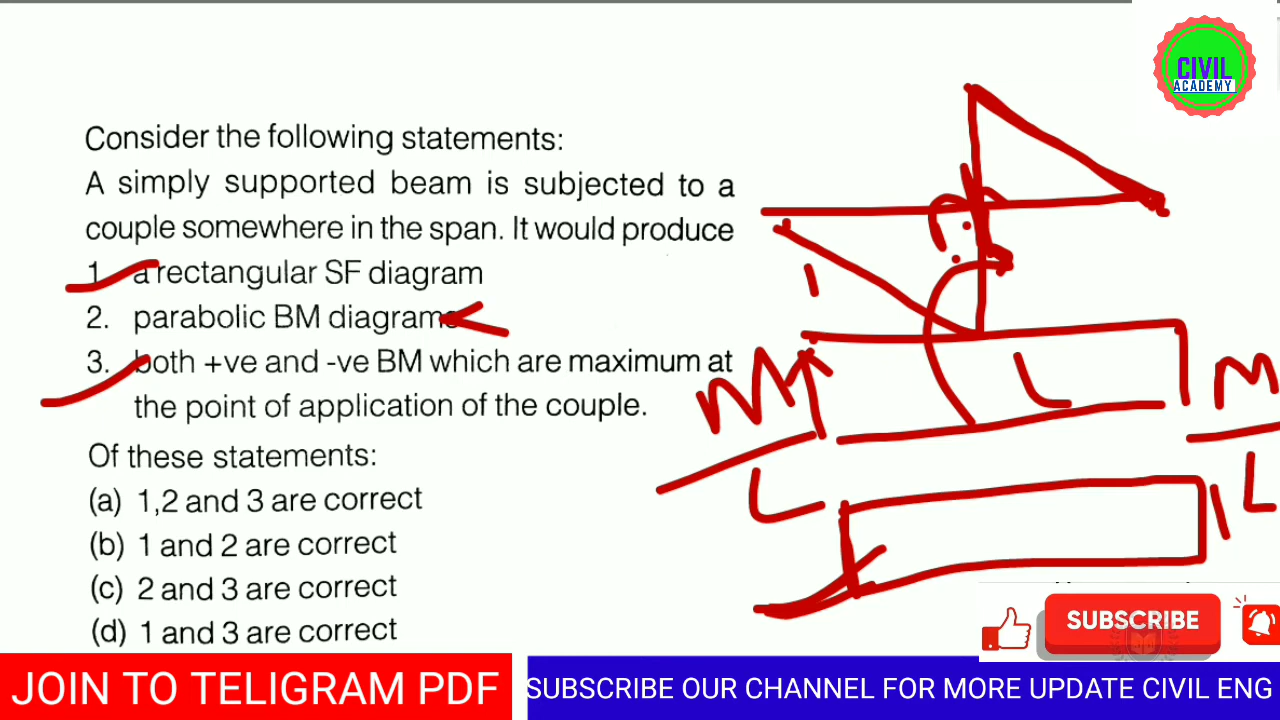 CIVIL
ACADEMY
Consider the following statements:
A simply supported beam is subjected to a
couple somewhere in the span. It would produce
1. a rectangular SF diagram
2. parabolic BM diagrams
3. both +ve and -ve BM which are maximum at
the point of application of the couple.
Of these statements:
(a) 1,2 and 3 are correct
(b) 1 and 2 are correct
(c) 2 and 3 are correct
(d) 1 and 3 are correct
M
L
L
M
L
SUBSCRIBE
JOIN TO TELIGRAM PDF
SUBSCRIBE OUR CHANNEL FOR MORE UPDATE CIVIL ENG